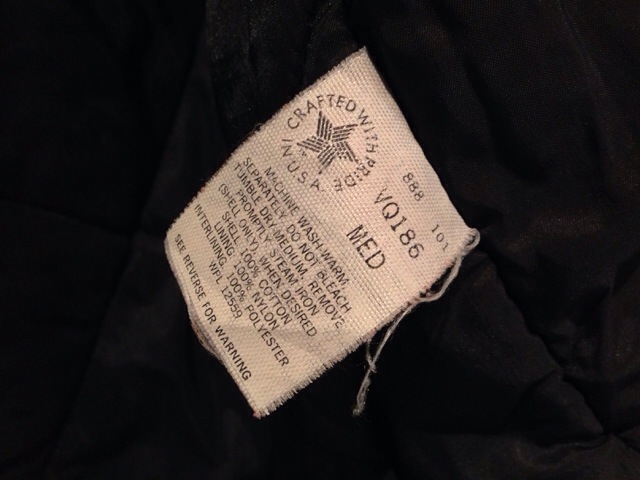 CRAFTED WITH PRIDE
IN U.S.A.
888 101
VQ186
MED
MACHINE WASH WARM,
SEPARATELY. DO NOT BLEACH
TUMBLE DRY-MEDIUM. REMOVE
PROMPTLY. STEAM IRON
(SHELL ONLY) WHEN DESIRED
SHELL: 100% COTTON
LINING: 100% NYLON
INTERLINING: 100% POLYESTER
WPL 12559
SEE REVERSE FOR WARNING